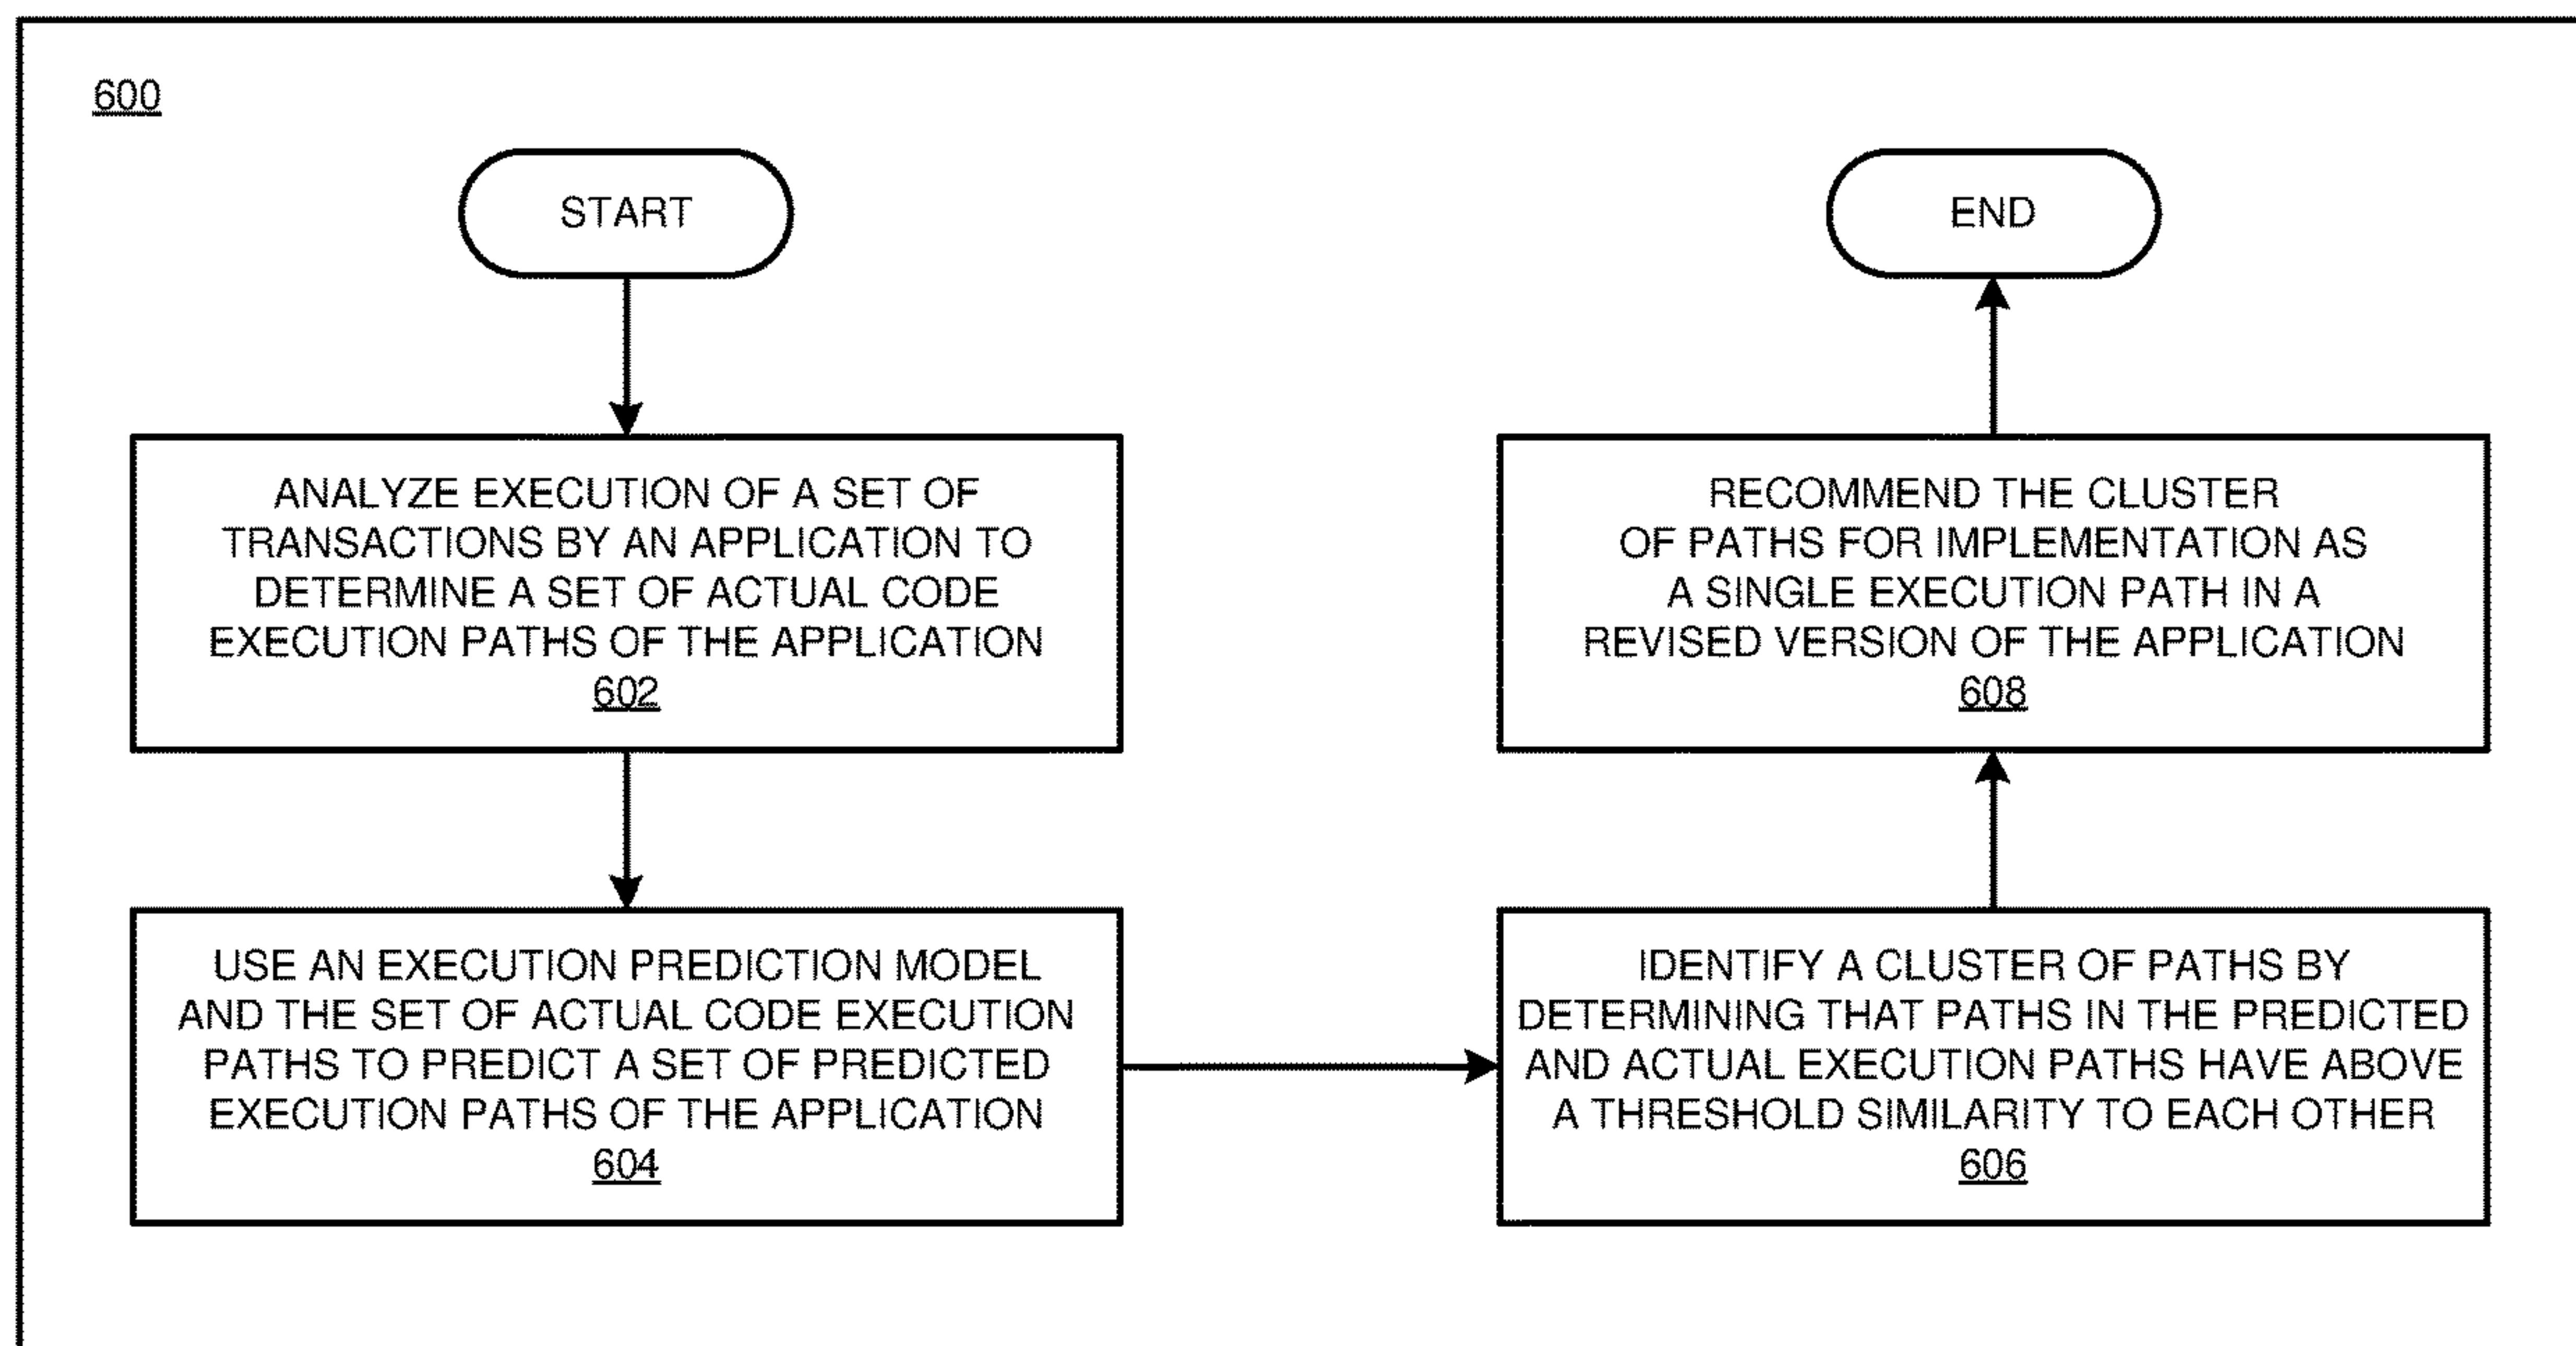 600
START
ANALYZE EXECUTION OF A SET OF
TRANSACTIONS BY AN APPLICATION TO
DETERMINE A SET OF ACTUAL CODE
EXECUTION PATHS OF THE APPLICATION
602
USE AN EXECUTION PREDICTION MODEL
AND THE SET OF ACTUAL CODE EXECUTION
PATHS TO PREDICT A SET OF PREDICTED
EXECUTION PATHS OF THE APPLICATION
604
IDENTIFY A CLUSTER OF PATHS BY
DETERMINING THAT PATHS IN THE PREDICTED
AND ACTUAL EXECUTION PATHS HAVE ABOVE
A THRESHOLD SIMILARITY TO EACH OTHER
606
RECOMMEND THE CLUSTER
OF PATHS FOR IMPLEMENTATION AS
A SINGLE EXECUTION PATH IN A
REVISED VERSION OF THE APPLICATION
608
END